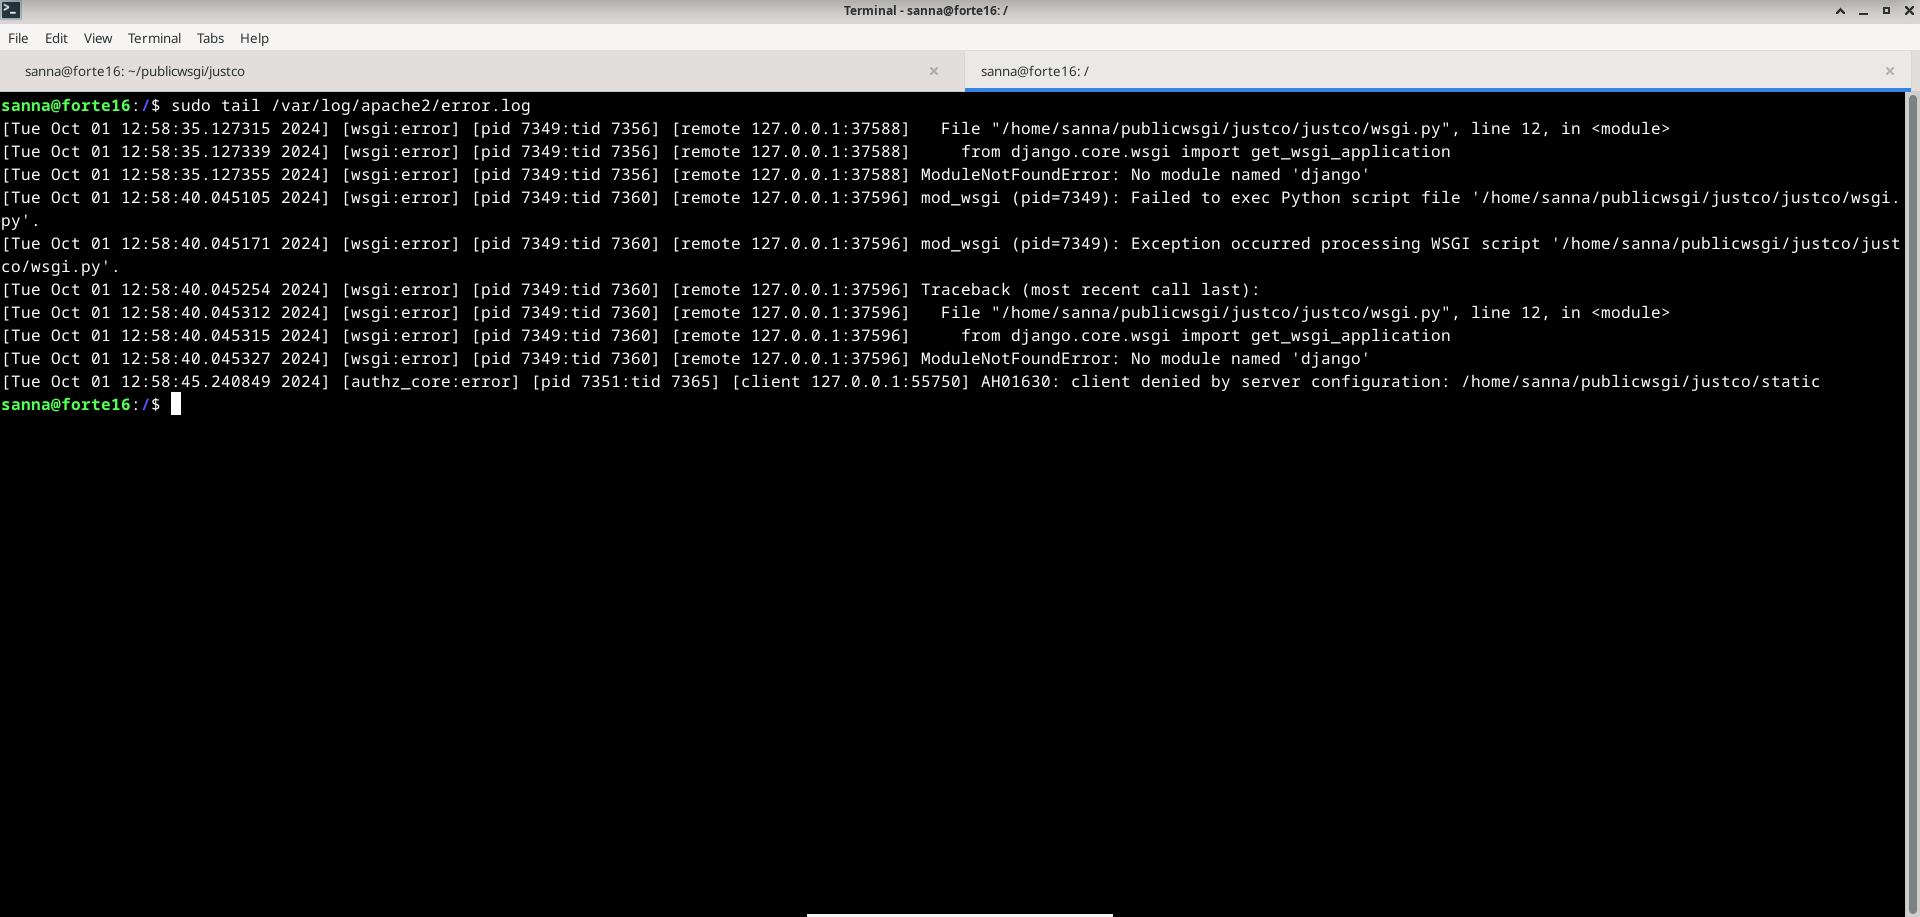 Terminal - sanna@forte16: /
File Edit View Terminal Tabs Help
sanna@forte16: ~/publicwsgi/justco
sanna@forte16: /
sanna@forte16:/$ sudo tail /var/log/apache2/error.log
[Tue Oct 01 12:58:35.127315 2024] [wsgi:error] [pid 7349:tid 7356] [remote 127.0.0.1:37588]   File "/home/sanna/publicwsgi/justco/justco/wsgi.py", line 12, in <module>
[Tue Oct 01 12:58:35.127339 2024] [wsgi:error] [pid 7349:tid 7356] [remote 127.0.0.1:37588]     from django.core.wsgi import get_wsgi_application
[Tue Oct 01 12:58:35.127355 2024] [wsgi:error] [pid 7349:tid 7356] [remote 127.0.0.1:37588] ModuleNotFoundError: No module named 'django'
[Tue Oct 01 12:58:40.045105 2024] [wsgi:error] [pid 7349:tid 7360] [remote 127.0.0.1:37596] mod_wsgi (pid=7349): Failed to exec Python script file '/home/sanna/publicwsgi/justco/justco/wsgi.
py'.
[Tue Oct 01 12:58:40.045171 2024] [wsgi:error] [pid 7349:tid 7360] [remote 127.0.0.1:37596] mod_wsgi (pid=7349): Exception occurred processing WSGI script '/home/sanna/publicwsgi/justco/just
co/wsgi.py'.
[Tue Oct 01 12:58:40.045254 2024] [wsgi:error] [pid 7349:tid 7360] [remote 127.0.0.1:37596] Traceback (most recent call last):
[Tue Oct 01 12:58:40.045312 2024] [wsgi:error] [pid 7349:tid 7360] [remote 127.0.0.1:37596]   File "/home/sanna/publicwsgi/justco/justco/wsgi.py", line 12, in <module>
[Tue Oct 01 12:58:40.045315 2024] [wsgi:error] [pid 7349:tid 7360] [remote 127.0.0.1:37596]     from django.core.wsgi import get_wsgi_application
[Tue Oct 01 12:58:40.045327 2024] [wsgi:error] [pid 7349:tid 7360] [remote 127.0.0.1:37596] ModuleNotFoundError: No module named 'django'
[Tue Oct 01 12:58:45.240849 2024] [authz_core:error] [pid 7351:tid 7365] [client 127.0.0.1:55750] AH01630: client denied by server configuration: /home/sanna/publicwsgi/justco/static
sanna@forte16:/$